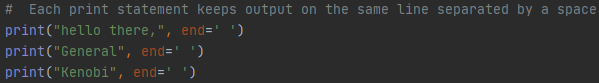 #  Each print statement keeps output on the same line separated by a space
print("hello there,", end=' ')
print("General", end=' ')
print("Kenobi", end=' ')